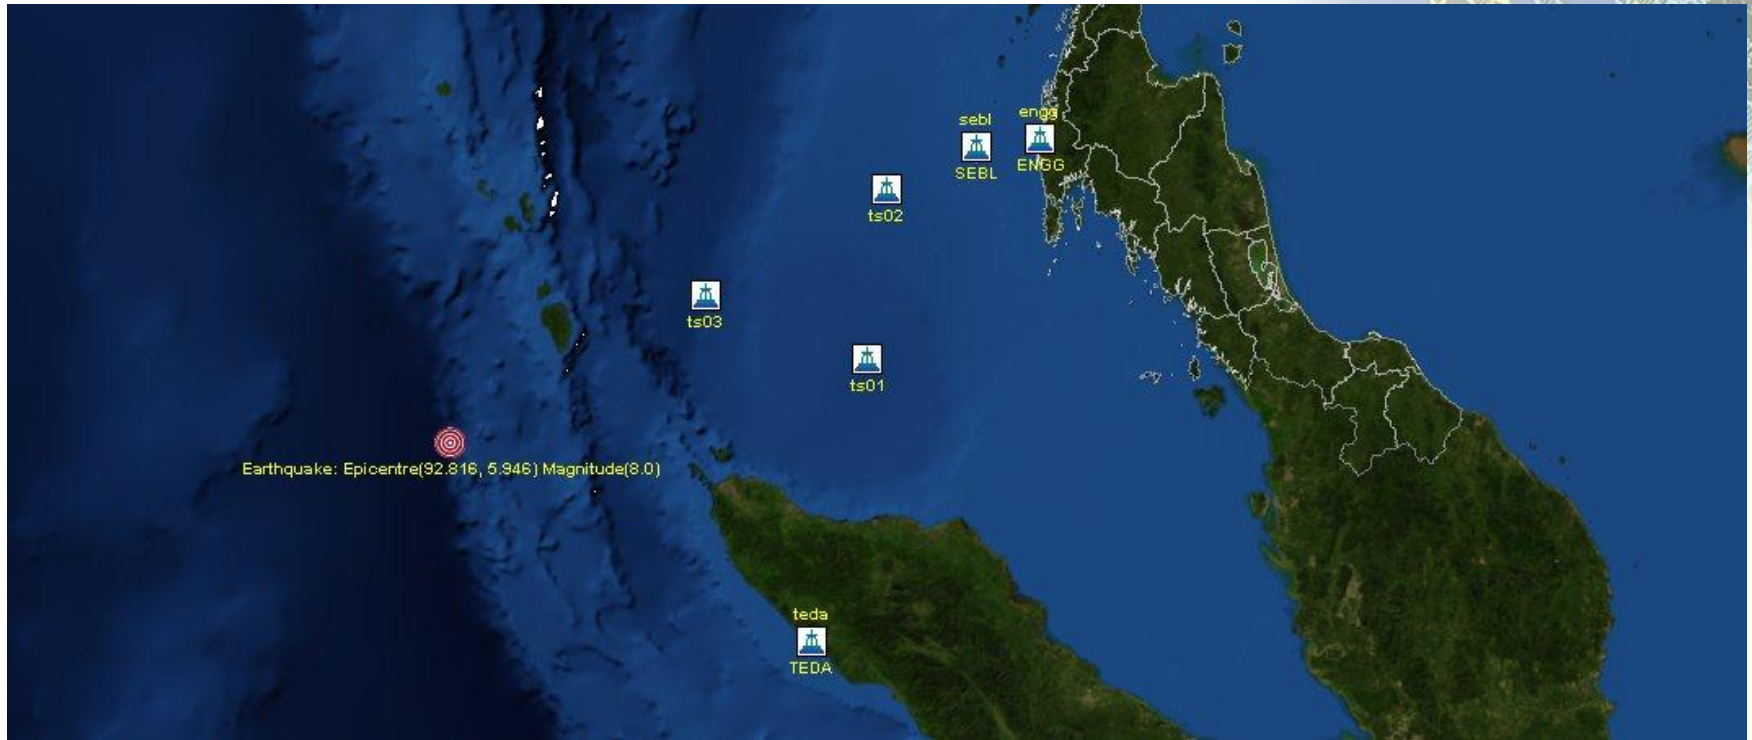 sebl
engg
SEBL
ENGG
ts02
ts03
ts01
Earthquake: Epicentre(92.816, 5.946) Magnitude(8.0)
teda
TEDA